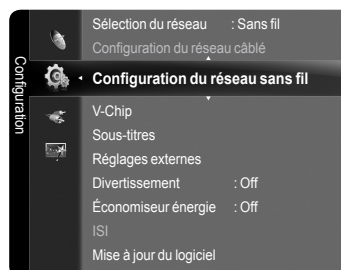 Configuration
Sélection du réseau : Sans fil
Configuration du réseau câblé
Configuration du réseau sans fil
V-Chip
Sous-titres
Réglages externes
Divertissement : Off
Économiseur énergie : Off
ISI
Mise à jour du logiciel